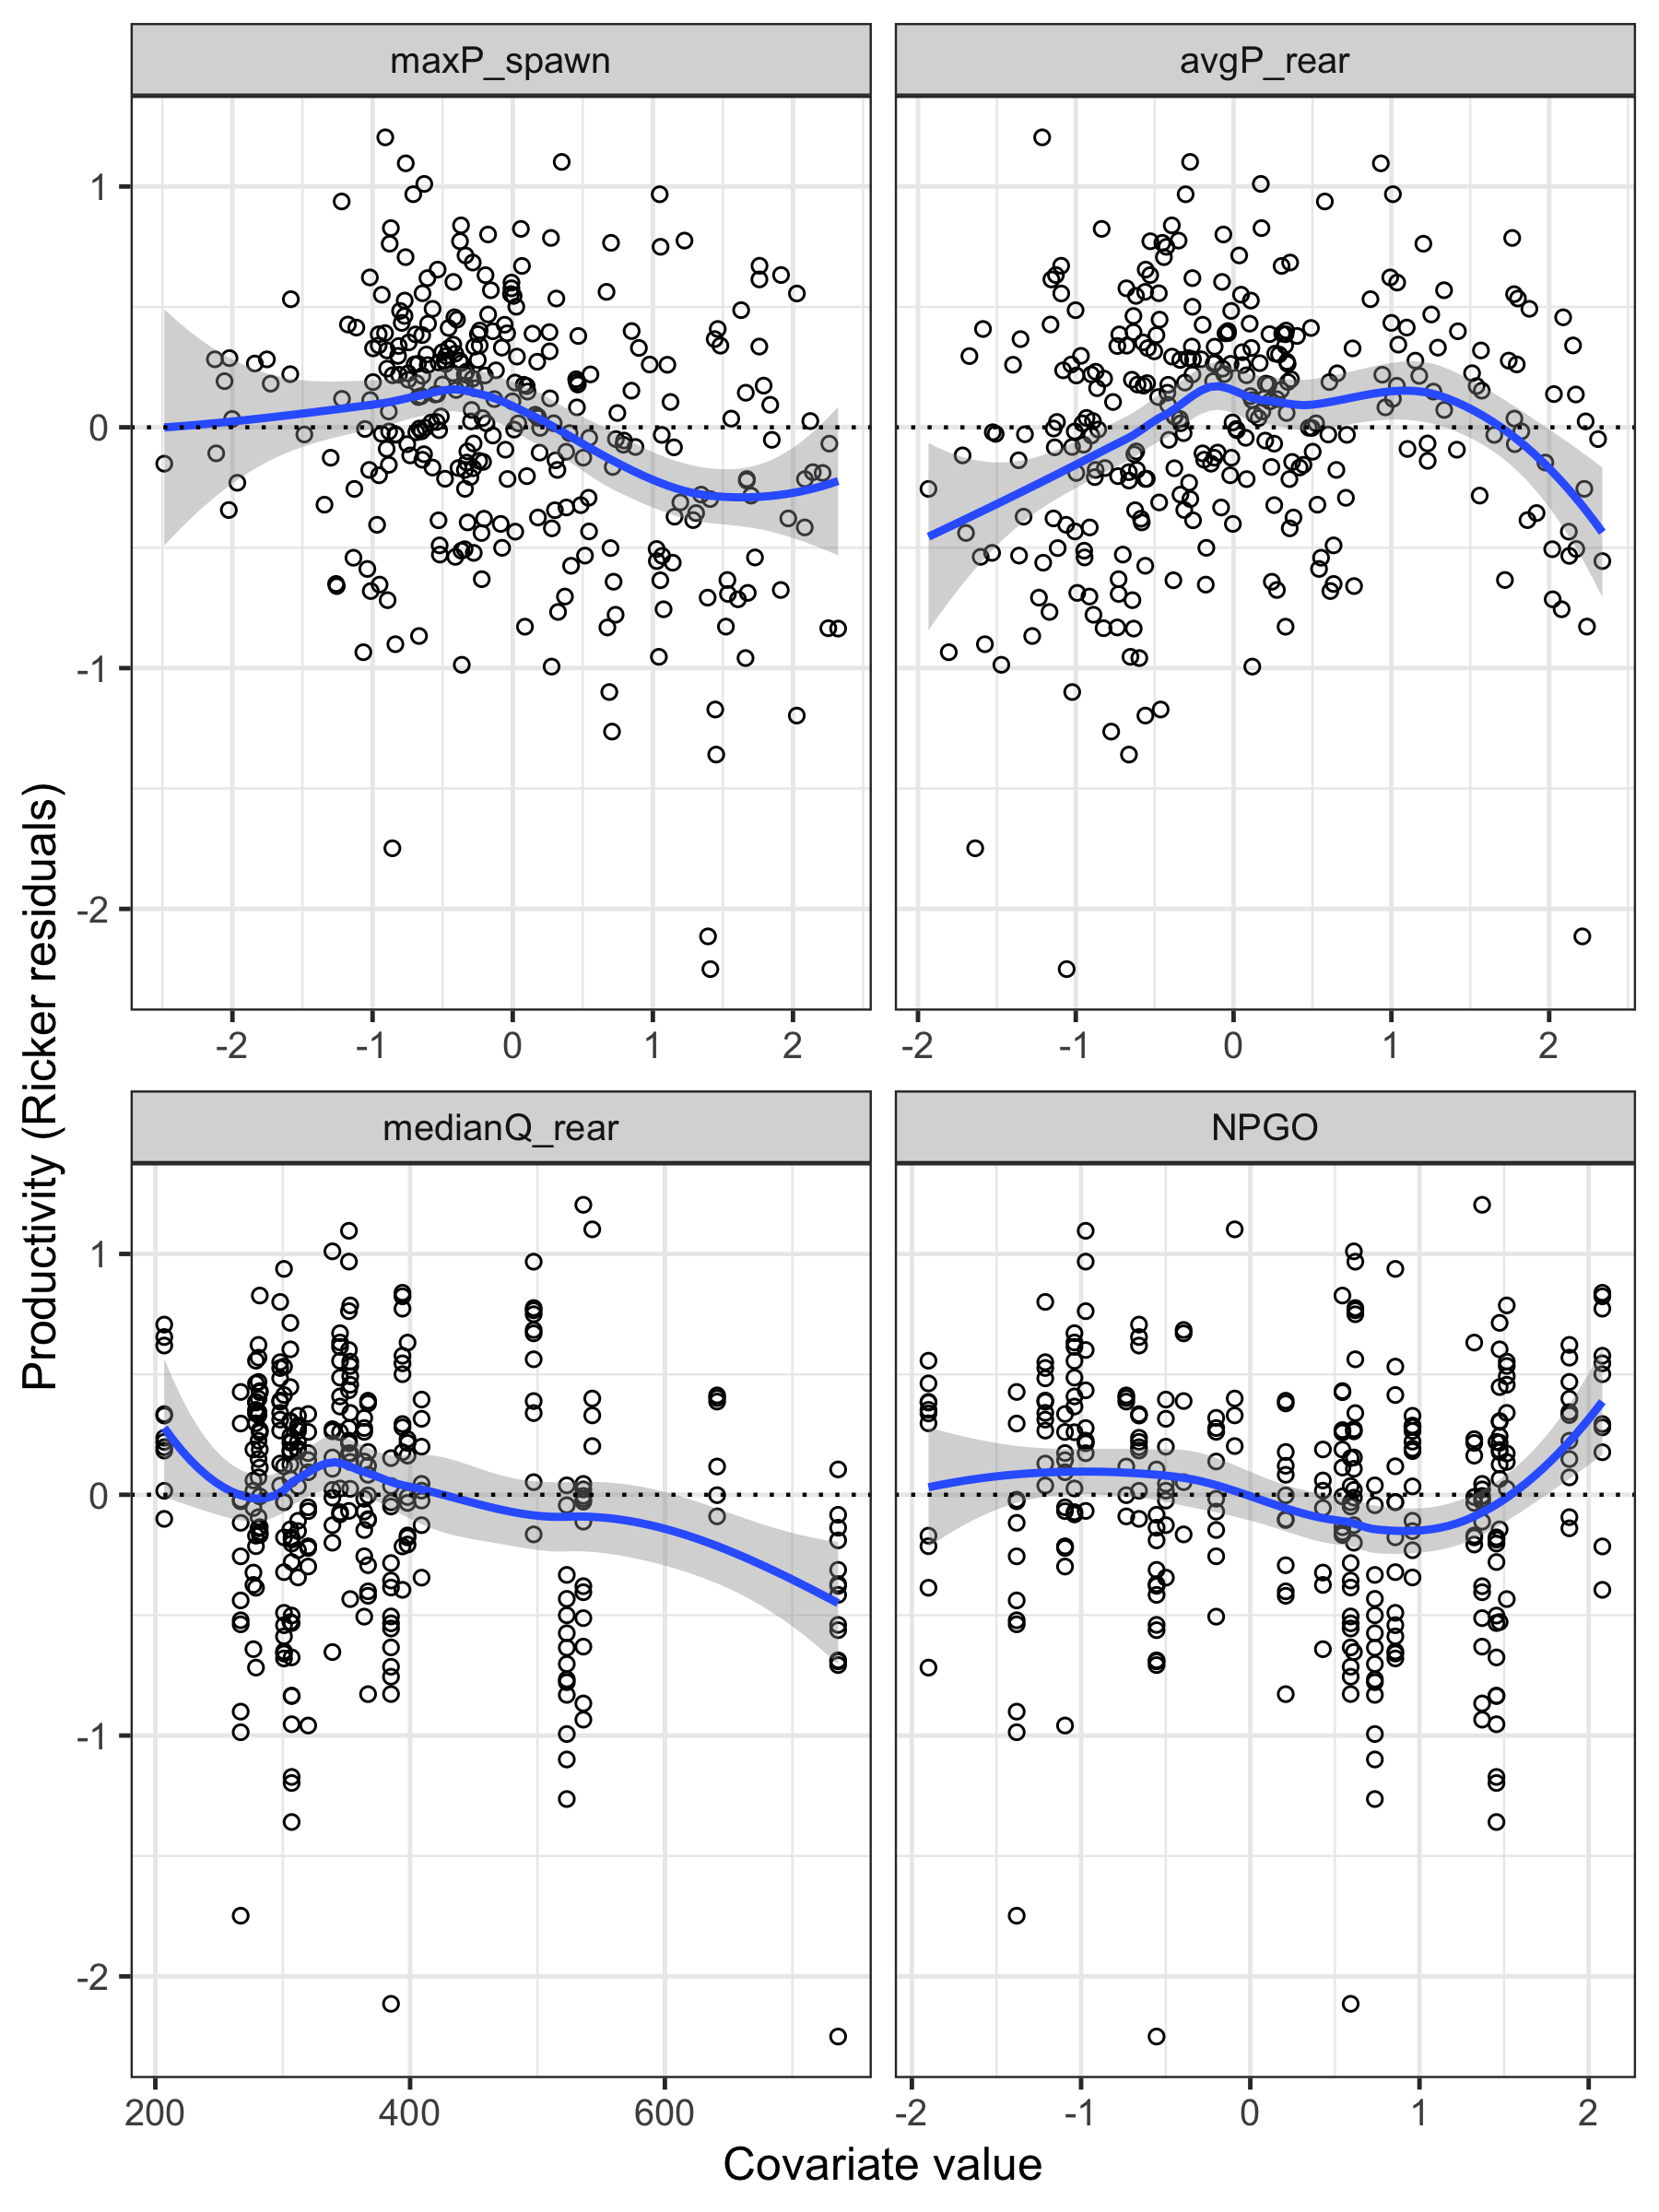 maxP_spawn
avgP_rear
1
0
-1
-2
-2 -1 0 1 2
-2 -1 0 1 2
medianQ_rear
NPGO
1
0
-1
-2
200 400 600
-2 -1 0 1 2
Covariate value
Productivity (Ricker residuals)